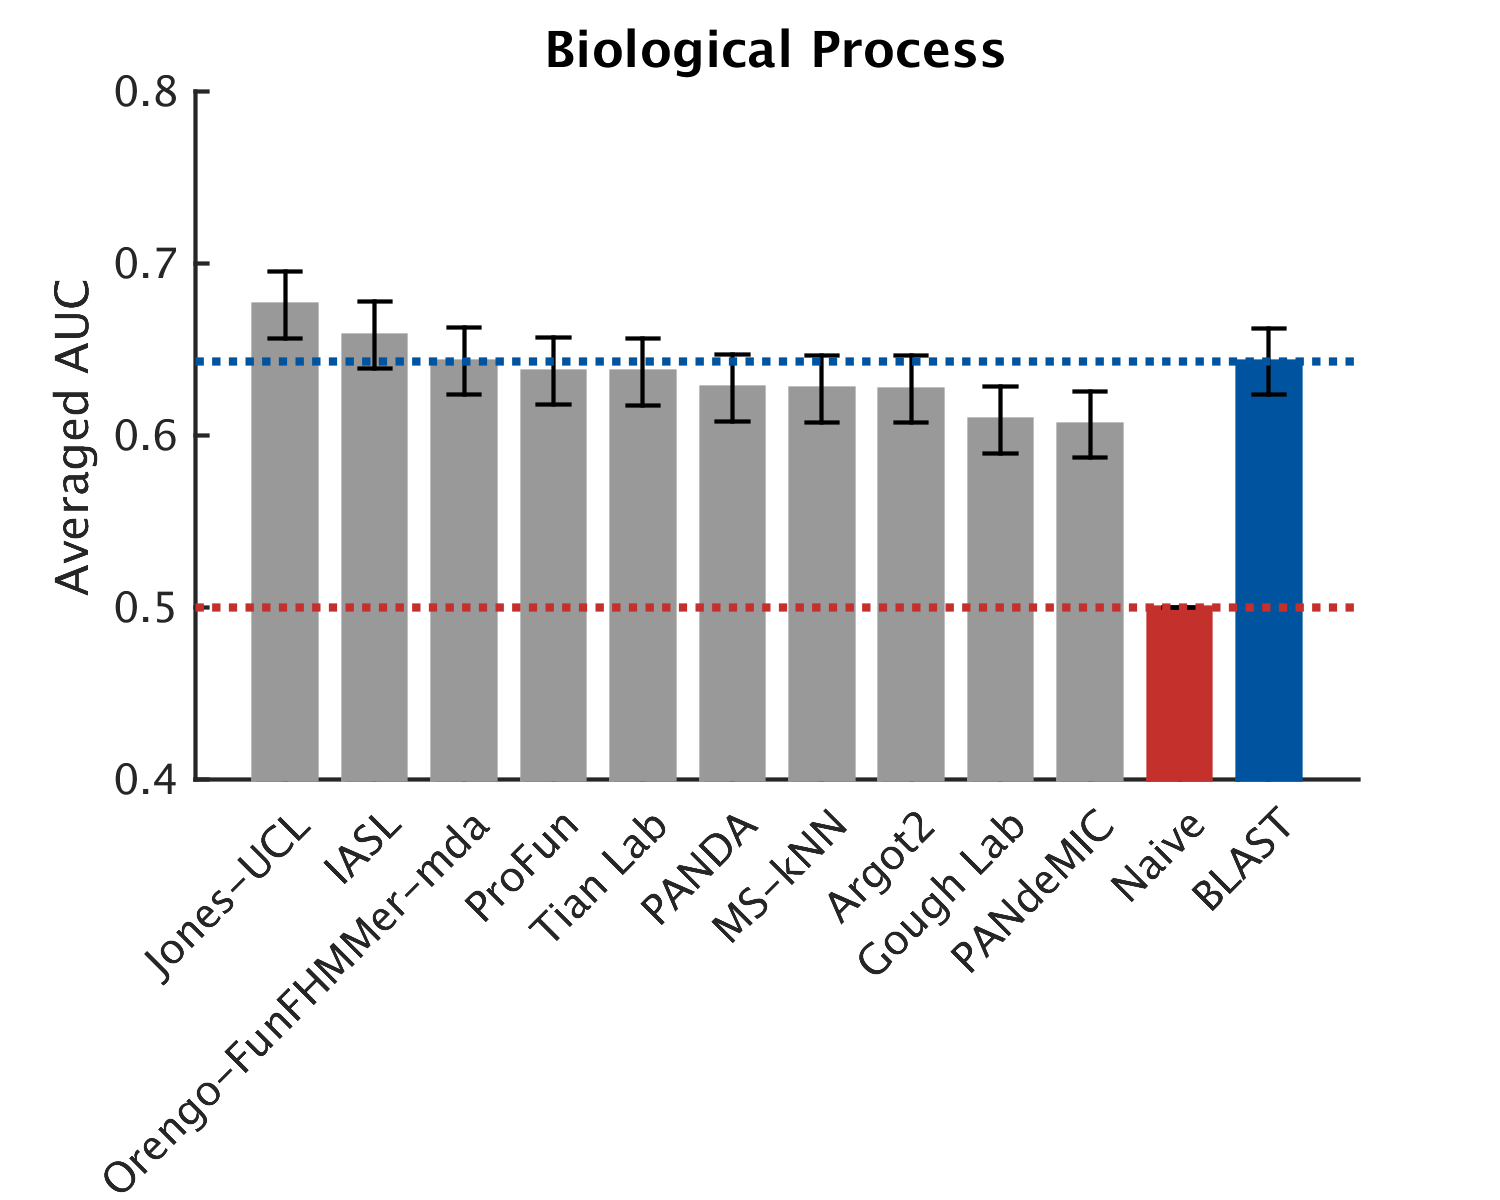 Biological Process
Averaged AUC
0.8
0.7
0.6
0.5
0.4
Jones-UCL
IASL
Orengo-FunFHMMer-mda
ProFun
Tian Lab
PANDA
MS-kNN
Argot2
Gough Lab
PANdeMIC
Naive
BLAST